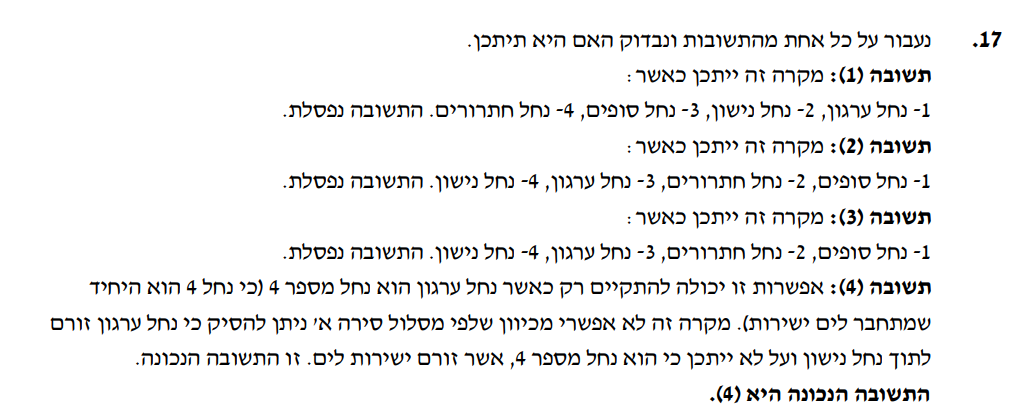 17. נעבור על כל אחת מהתשובות ונבדוק האם היא תיתכן.
תשובה (1): מקרה זה ייתכן כאשר:
1- נחל ערגון, 2- נחל נישון, 3- נחל סופים, 4- נחל חתרורים. התשובה נפסלת.
תשובה (2): מקרה זה ייתכן כאשר:
1- נחל סופים, 2- נחל חתרורים, 3- נחל ערגון, 4- נחל נישון. התשובה נפסלת.
תשובה (3): מקרה זה ייתכן כאשר:
1- נחל סופים, 2- נחל חתרורים, 3- נחל ערגון, 4- נחל נישון. התשובה נפסלת.
תשובה (4): אפשרות זו יכולה להתקיים רק כאשר נחל ערגון הוא נחל מספר 4 (כי נחל 4 הוא היחיד
שמתחבר לים ישירות). מקרה זה לא אפשרי מכיוון שלפי מסלול סירה א' ניתן להסיק כי נחל ערגון זורם
לתוך נחל נישון ועל לא ייתכן כי הוא נחל מספר 4, אשר זורם ישירות לים. זו התשובה הנכונה.
התשובה הנכונה היא (4).